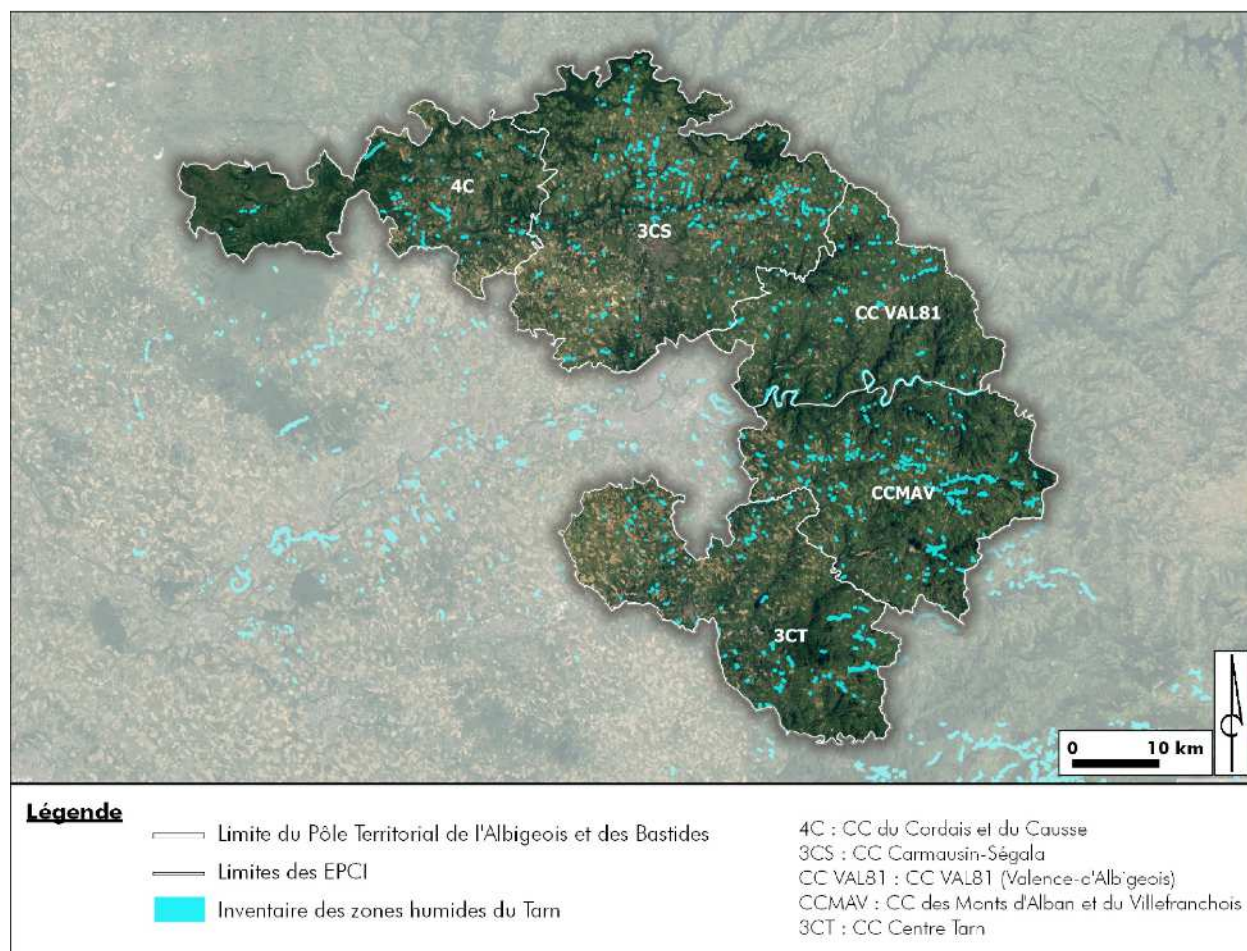 4C
3CS
CC VAL81
CCMAV
3CT
0 10 km
Légende
Limite du Pôle Territorial de l'Albigeois et des Bastides
Limites des EPCI
Inventaire des zones humides du Tarn
4C : CC du Cordais et du Causse
3CS : CC Carmausin-Ségala
CC VAL81 : CC VAL81 (Valence-d'Albigeois)
CCMAV : CC des Monts d'Alban et du Villefranchois
3CT : CC Centre Tarn